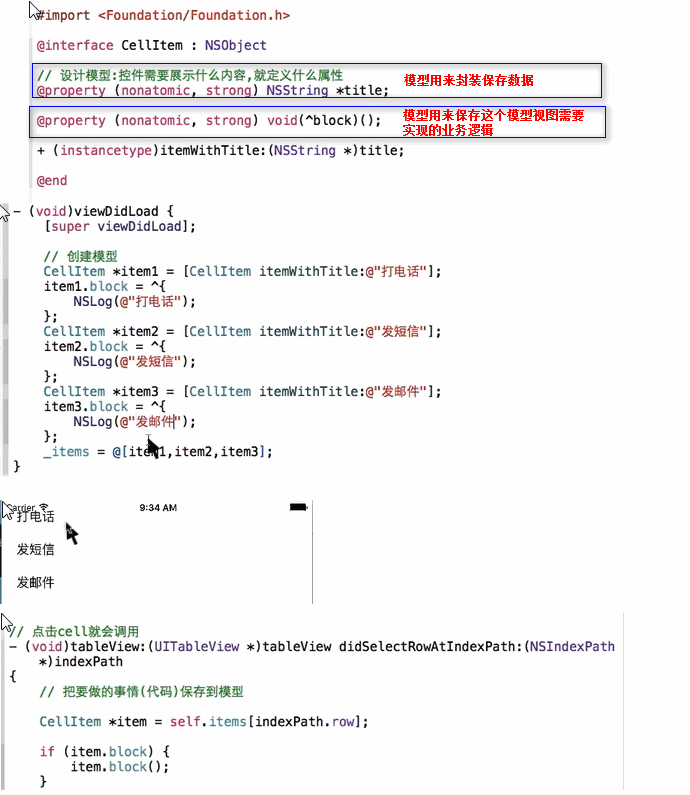 #import <Foundation/Foundation.h>
@interface CellItem : NSObject
// 设计模型:控件需要展示什么内容,就定义什么属性
@property (nonatomic, strong) NSString *title;
模型用来封装保存数据
@property (nonatomic, strong) void(^block)();
模型用来保存这个模型视图需要
实现的业务逻辑
+ (instancetype)itemWithTitle:(NSString *)title;
@end
- (void)viewDidLoad {
[super viewDidLoad];
// 创建模型
CellItem *item1 = [CellItem itemWithTitle:@"打电话"];
item1.block = ^{
NSLog(@"打电话");
};
CellItem *item2 = [CellItem itemWithTitle:@"发短信"];
item2.block = ^{
NSLog(@"发短信");
};
CellItem *item3 = [CellItem itemWithTitle:@"发邮件"];
item3.block = ^{
NSLog(@"发邮件");
};
_items = @[item1,item2,item3];
}
Carrier 9:34 AM
打电话
发短信
发邮件
// 点击cell就会调用
- (void)tableView:(UITableView *)tableView didSelectRowAtIndexPath:(NSIndexPath
*)indexPath
{
// 把要做的事情(代码)保存到模型
CellItem *item = self.items[indexPath.row];
if (item.block) {
item.block();
}